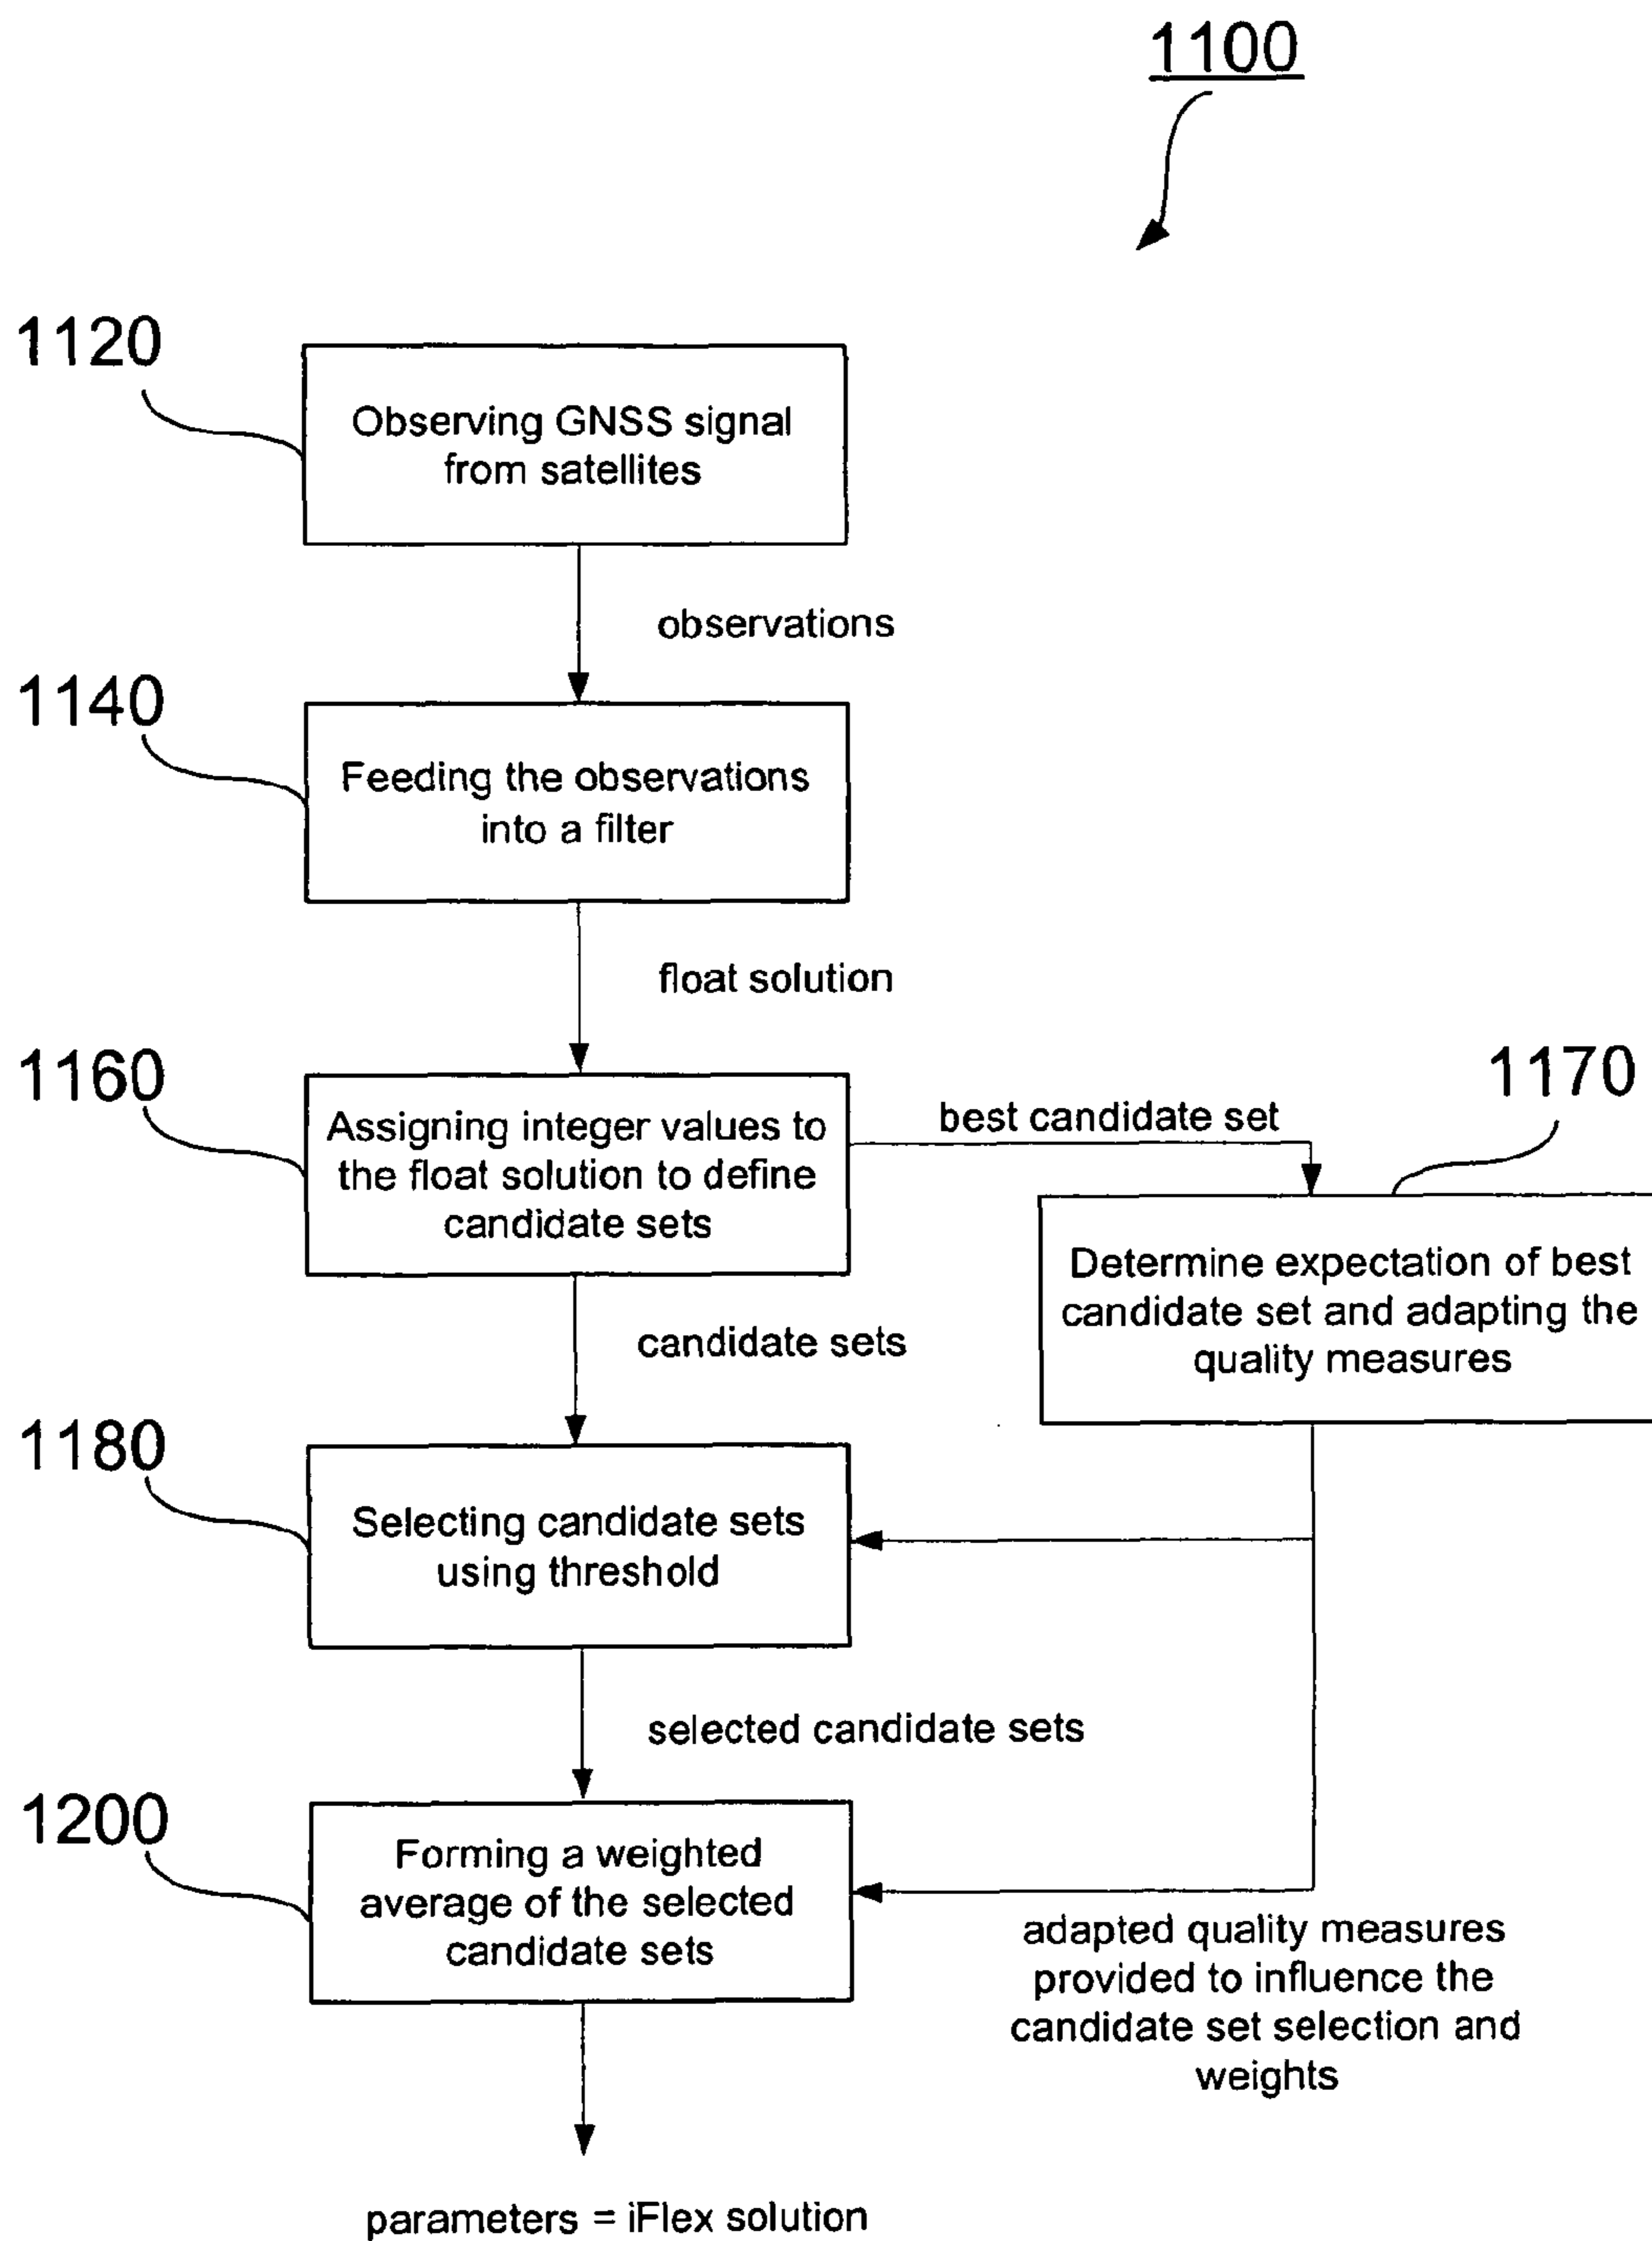 1100
1120
Observing GNSS signal
from satellites
observations
1140
Feeding the observations
into a filter
float solution
1160
Assigning integer values to
the float solution to define
candidate sets
best candidate set
1170
Determine expectation of best
candidate set and adapting the
quality measures
candidate sets
1180
Selecting candidate sets
using threshold
selected candidate sets
1200
Forming a weighted
average of the selected
candidate sets
adapted quality measures
provided to influence the
candidate set selection and
weights
parameters = iFlex solution